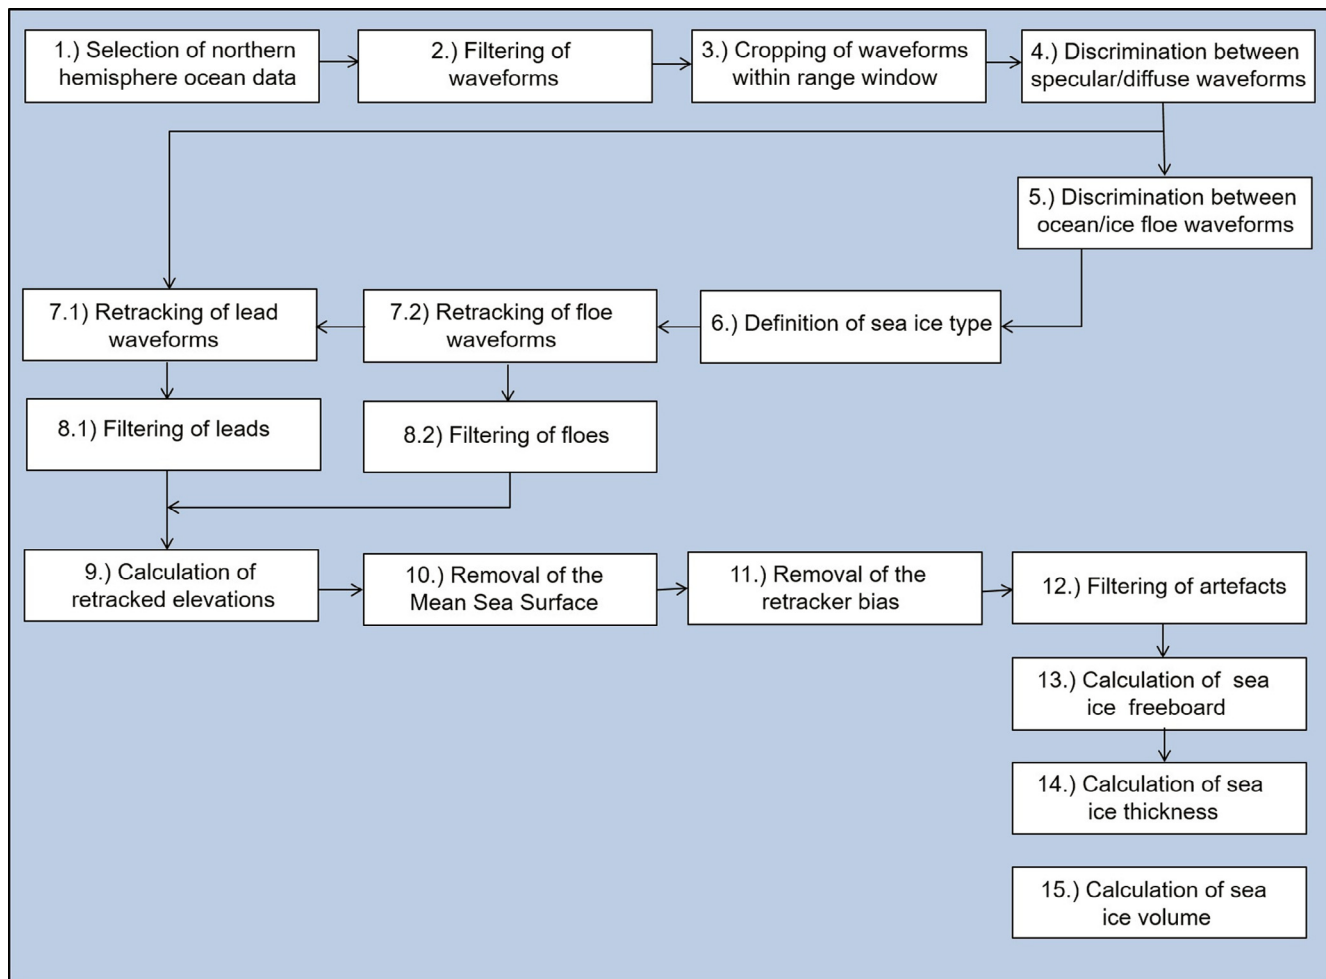 1.) Selection of northern
hemisphere ocean data
2.) Filtering of
waveforms
3.) Cropping of waveforms
within range window
4.) Discrimination between
specular/diffuse waveforms
5.) Discrimination between
ocean/ice floe waveforms
7.1) Retracking of lead
waveforms
7.2) Retracking of floe
waveforms
6.) Definition of sea ice type
8.1) Filtering of leads
8.2) Filtering of floes
9.) Calculation of
retracked elevations
10.) Removal of the
Mean Sea Surface
11.) Removal of the
retracker bias
12.) Filtering of artefacts
13.) Calculation of sea
ice freeboard
14.) Calculation of sea
ice thickness
15.) Calculation of sea
ice volume